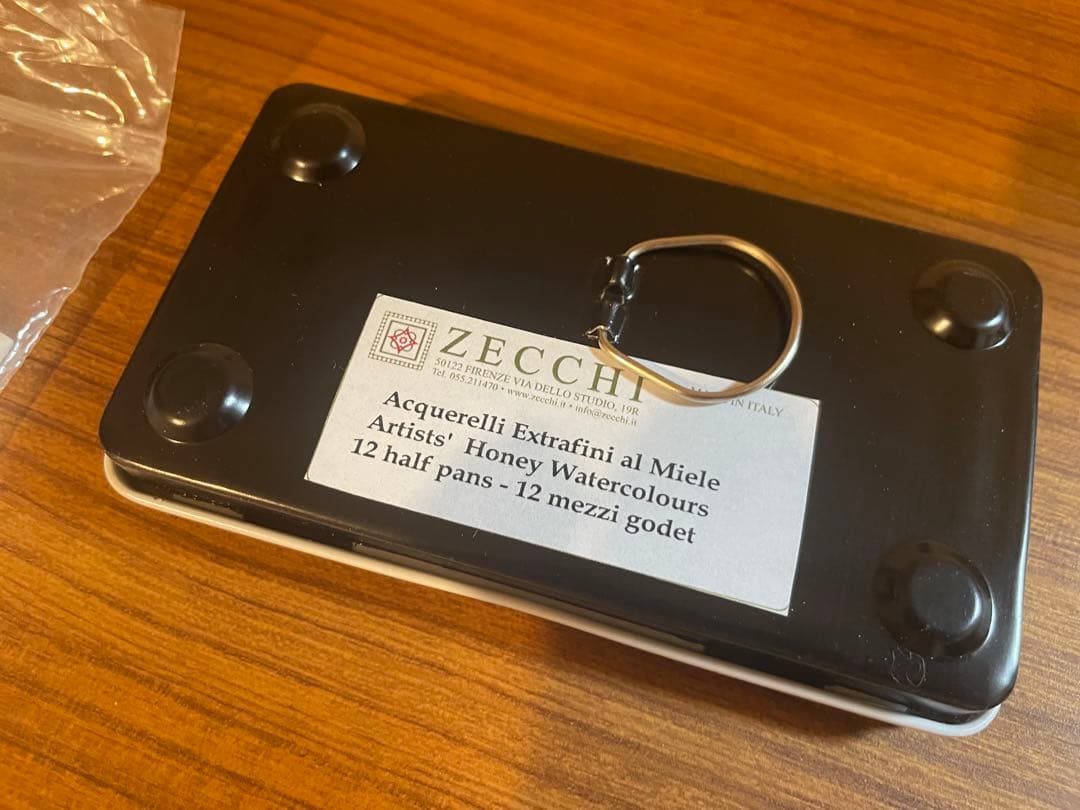 ZECCHI
IN ITALY
50122 FIRENZE VIA DELLO STUDIO, 19R
Tel. 055.211470 • www.zecchi.it • info@zecchi.it
Acquerelli Extrafini al Miele
Artists' Honey Watercolours
12 half pans - 12 mezzi godet